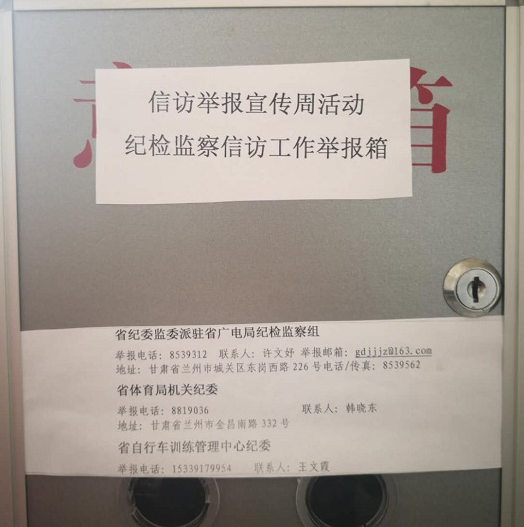 信访举报宣传周活动
纪检监察信访工作举报箱
箱
省纪委监委派驻省广电局纪检监察组
举报电话：8539312 联系人：许文妤 举报邮箱：gdjjjz@163.com
地址：甘肃省兰州市城关区东岗西路226号电话/传真：8539562
省体育局机关纪委
举报电话：8819036 联系人：韩晓东
地址：甘肃省兰州市金昌南路332号
省自行车训练管理中心纪委
举报电话：15339179954 联系人：王文霞